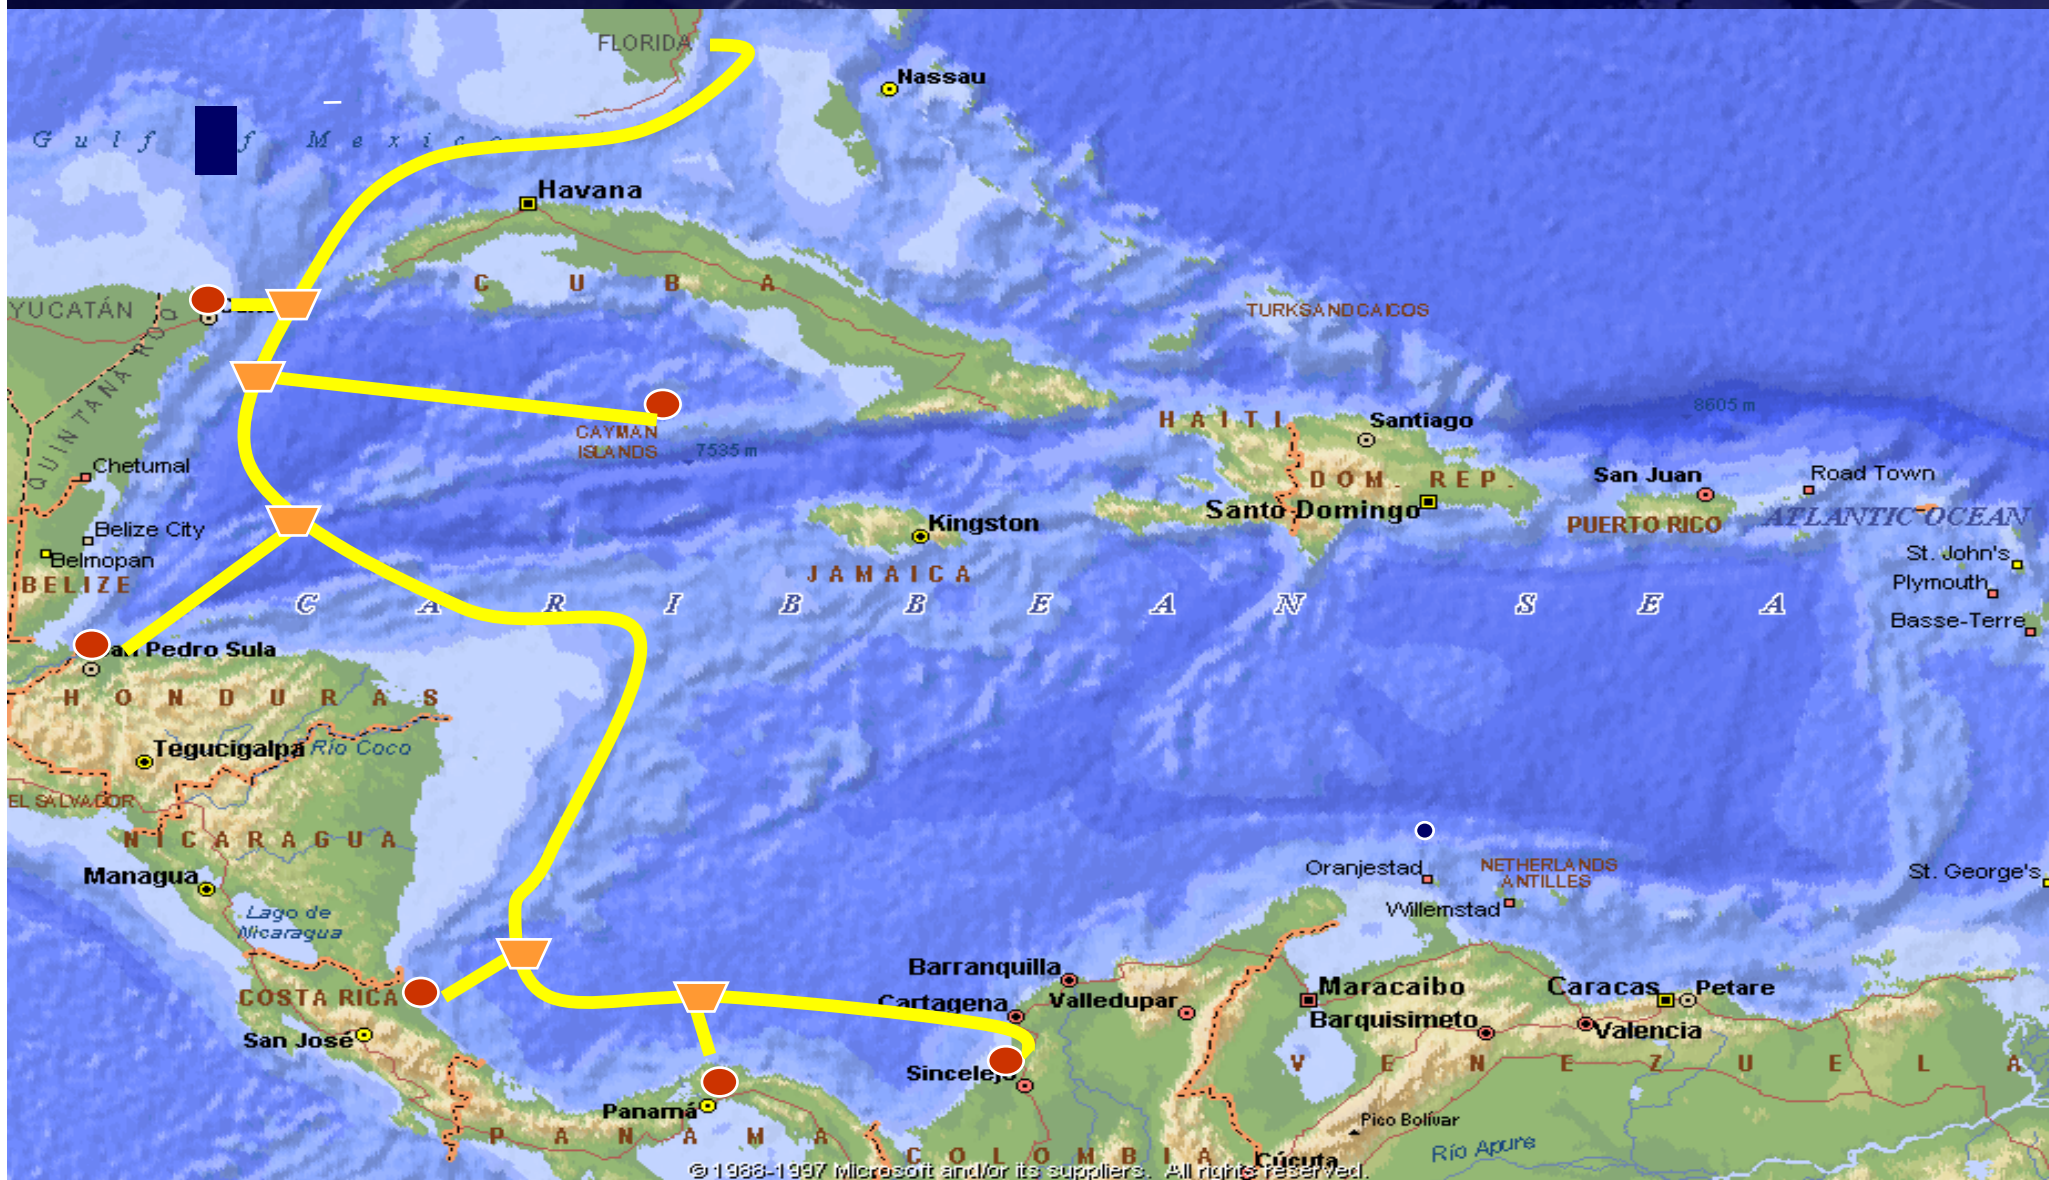 FLORIDA
Nassau
Gulf f Mexico
Havana
CUBA
YUCATÁN
QUINTANA ROO
TURKS AND CAICOS
8605 m
CAYMAN
ISLANDS
7535 m
HAITI
Santiago
DOM. REP.
Santo Domingo
San Juan
PUERTO RICO
Road Town
ATLANTIC OCEAN
Chetumal
Belize City
Belmopan
BELIZE
Kingston
JAMAICA
St. John's
Plymouth
Basse-Terre
CARIBBEAN SEA
an Pedro Sula
HONDURAS
Tegucigalpa
Río Coco
EL SALVADOR
NICARAGUA
Managua
Lago de
Nicaragua
Oranjestad
NETHERLANDS
ANTILLES
Willemstad
St. George's
COSTA RICA
San José
Barranquilla
Cartagena
Valledupar
Maracaibo
Caracas
Petare
Barquisimeto
Valencia
VENEZUELA
Sincelejo
Panamá
PANAMA
COLOMBIA
Pico Bolívar
Río Apure
Cúcuta
© 1988-1997 Microsoft and/or its suppliers. All rights reserved.